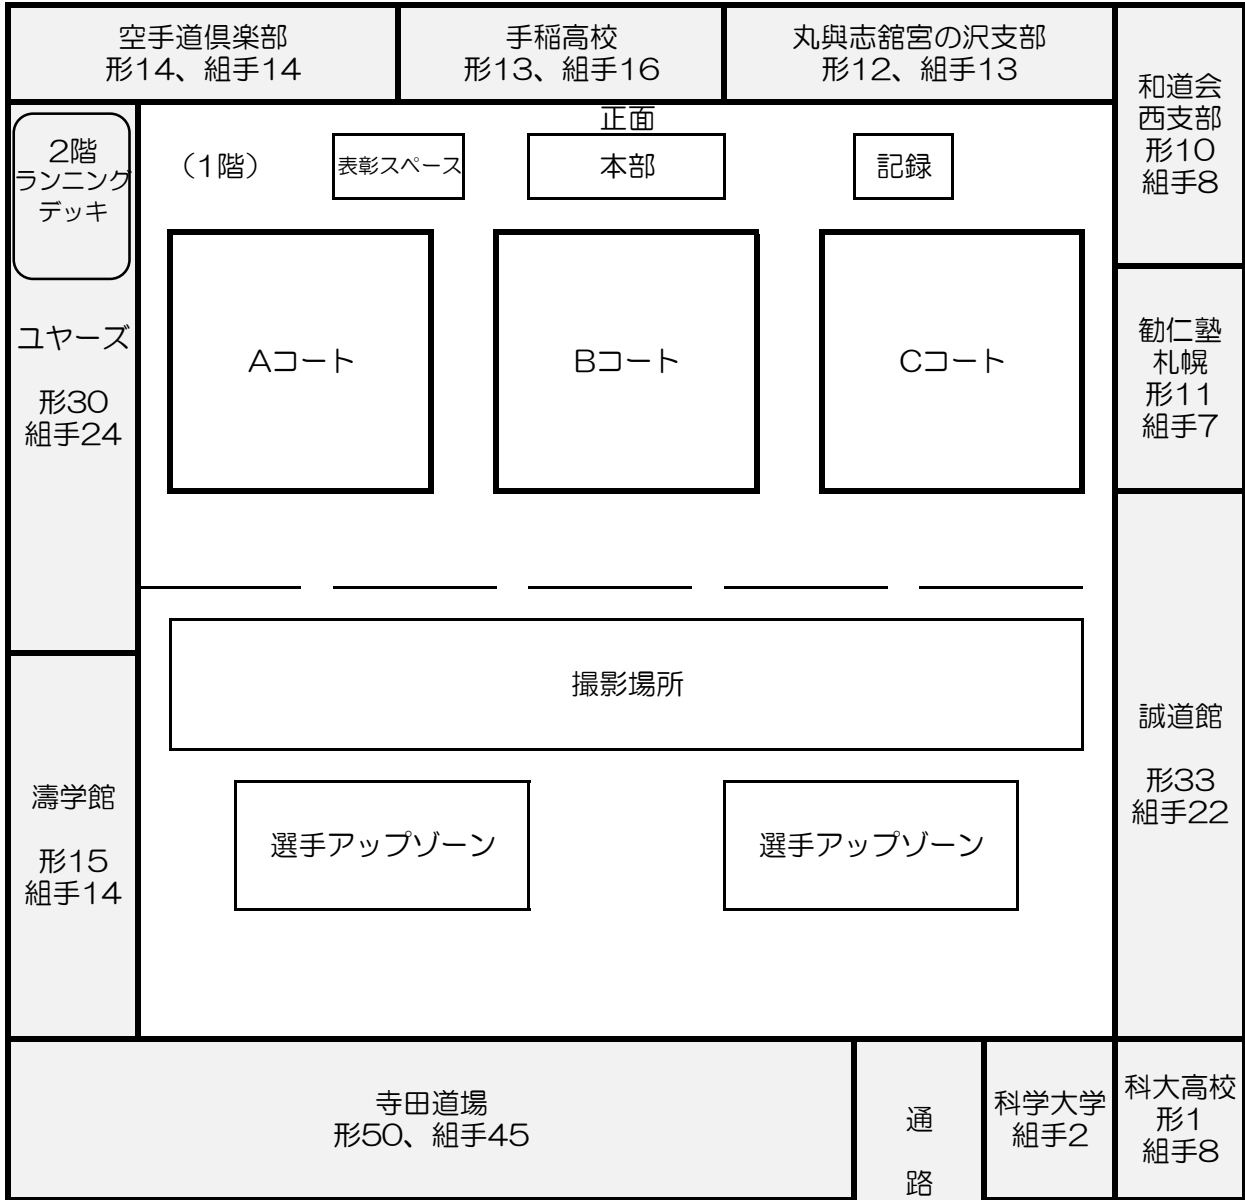 空手道倶楽部
形14、組手14
手稲高校
形13、組手16
丸與志舘宮の沢支部
形12、組手13
和道会
西支部
形10
組手8
2階
ランニング
デッキ
（1階）
正面
表彰スペース
本部
記録
ユヤーズ
形30
組手24
Aコート
Bコート
Cコート
勧仁塾
札幌
形11
組手7
撮影場所
誠道館
形33
組手22
濤学館
形15
組手14
選手アップゾーン
選手アップゾーン
寺田道場
形50、組手45
通
路
科学大学
組手2
科大高校
形1
組手8